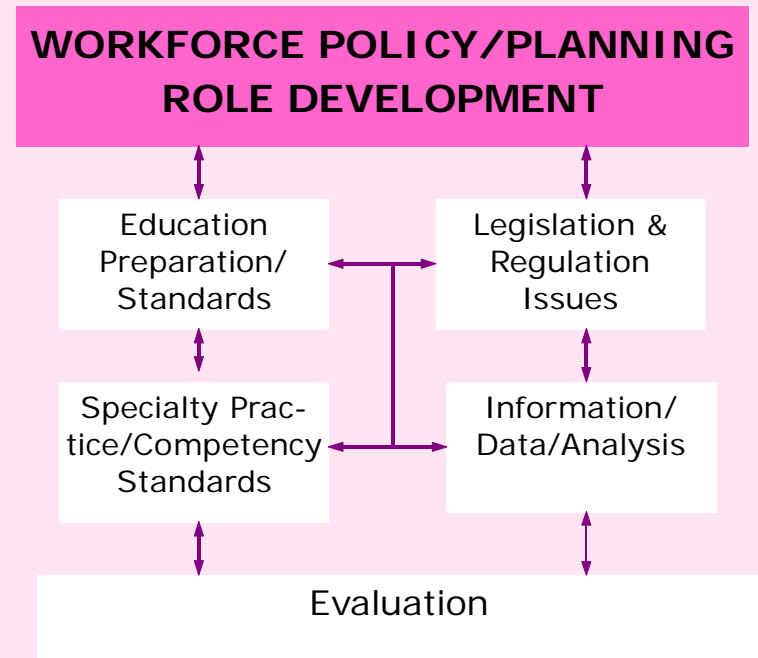 WORKFORCE POLICY/PLANNING
ROLE DEVELOPMENT
Education
Preparation/
Standards
Legislation &
Regulation
Issues
Specialty Prac-
tice/Competency
Standards
Information/
Data/Analysis
Evaluation